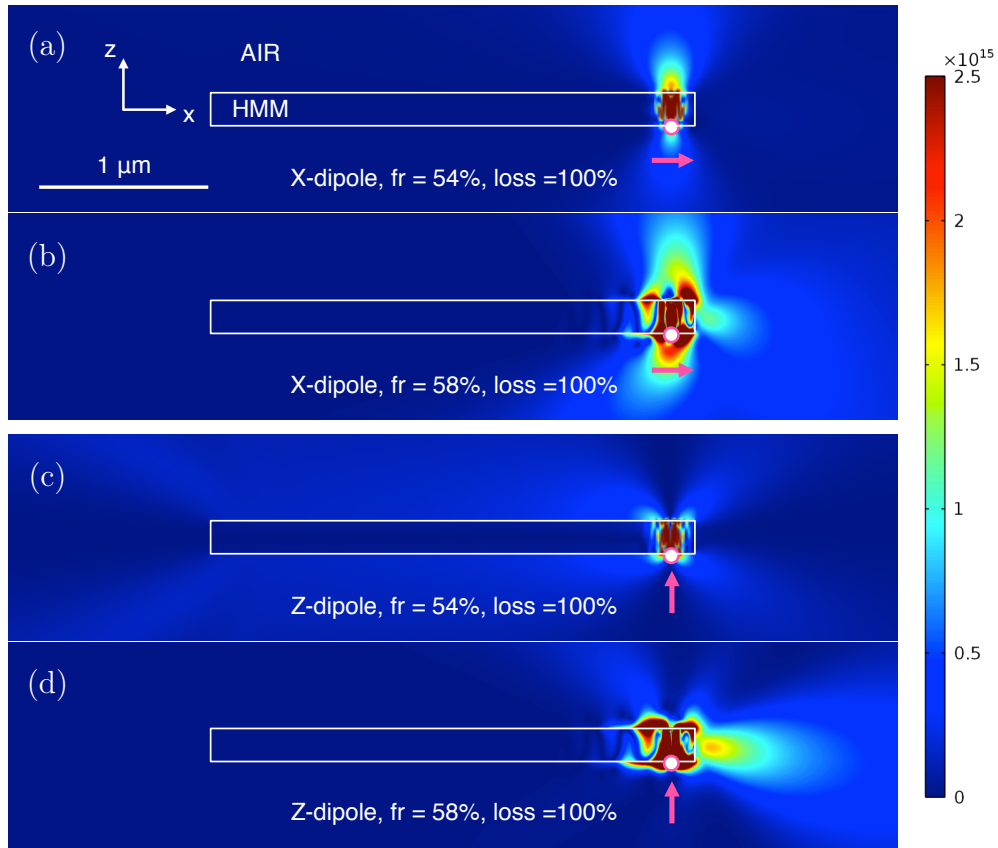 (a)
z
AIR
x
HMM
1 μm
X-dipole, fr = 54%, loss =100%
(b)
X-dipole, fr = 58%, loss =100%
(c)
Z-dipole, fr = 54%, loss =100%
(d)
Z-dipole, fr = 58%, loss =100%
×10¹⁵
2.5
2
1.5
1
0.5
0